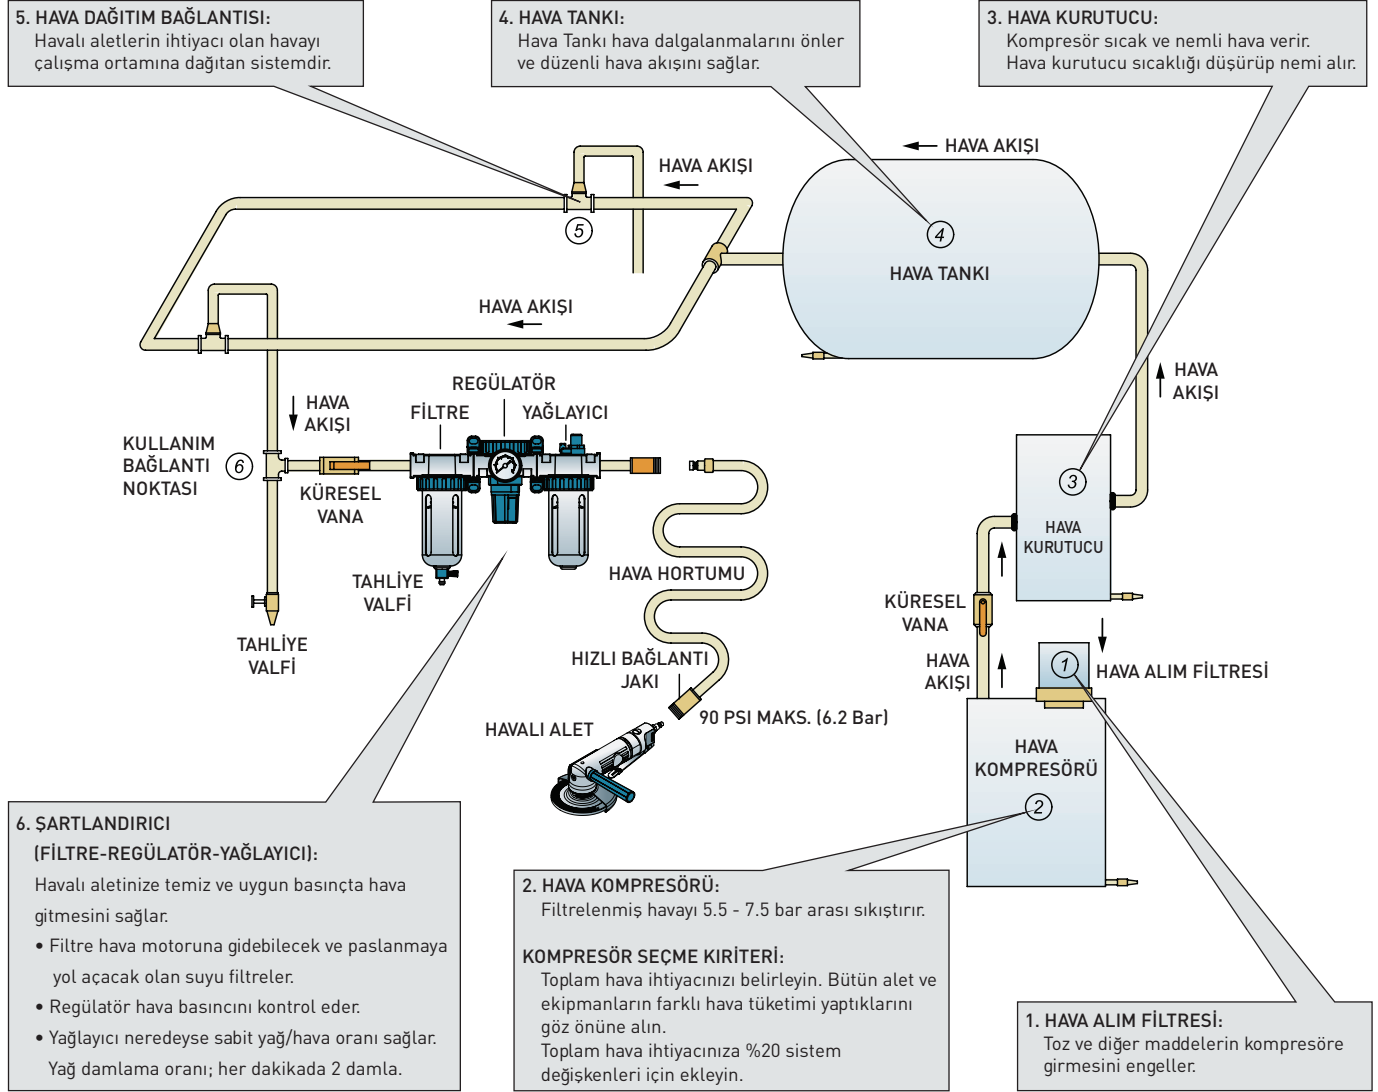 5. HAVA DAĞITIM BAĞLANTISI:
Havalı aletlerin ihtiyacı olan havayı
çalışma ortamına dağıtan sistemdir.
4. HAVA TANKI:
Hava Tankı hava dalgalanmalarını önler
ve düzenli hava akışını sağlar.
3. HAVA KURUTUCU:
Kompresör sıcak ve nemli hava verir.
Hava kurutucu sıcaklığı düşürüp nemi alır.
HAVA AKIŞI
HAVA AKIŞI
5
4
HAVA TANKI
HAVA AKIŞI
HAVA
AKIŞI
REGÜLATÖR
FİLTRE
YAĞLAYICI
HAVA
AKIŞI
KULLANIM
BAĞLANTI
NOKTASI
6
KÜRESEL
VANA
3
HAVA
KURUTUCU
TAHLİYE
VALFİ
HAVA HORTUMU
KÜRESEL
VANA
TAHLİYE
VALFİ
HIZLI BAĞLANTI
JAKI
HAVA
AKIŞI
1
HAVA ALIM FİLTRESİ
HAVALI ALET
90 PSI MAKS. (6.2 Bar)
HAVA
KOMPRESÖRÜ
2
6. ŞARTLANDIRICI
(FİLTRE-REGÜLATÖR-YAĞLAYICI):
Havalı aletinize temiz ve uygun basınçta hava
gitmesini sağlar.
• Filtre hava motoruna gidebilecek ve paslanmaya
yol açacak olan suyu filtreler.
• Regülatör hava basıncını kontrol eder.
• Yağlayıcı neredeyse sabit yağ/hava oranı sağlar.
Yağ damlama oranı; her dakikada 2 damla.
2. HAVA KOMPRESÖRÜ:
Filtrelenmiş havayı 5.5 - 7.5 bar arası sıkıştırır.
KOMPRESÖR SEÇME KIRİTERİ:
Toplam hava ihtiyacınızı belirleyin. Bütün alet ve
ekipmanların farklı hava tüketimi yaptıklarını
göz önüne alın.
Toplam hava ihtiyacınıza %20 sistem
değişkenleri için ekleyin.
1. HAVA ALIM FİLTRESİ:
Toz ve diğer maddelerin kompresöre
girmesini engeller.